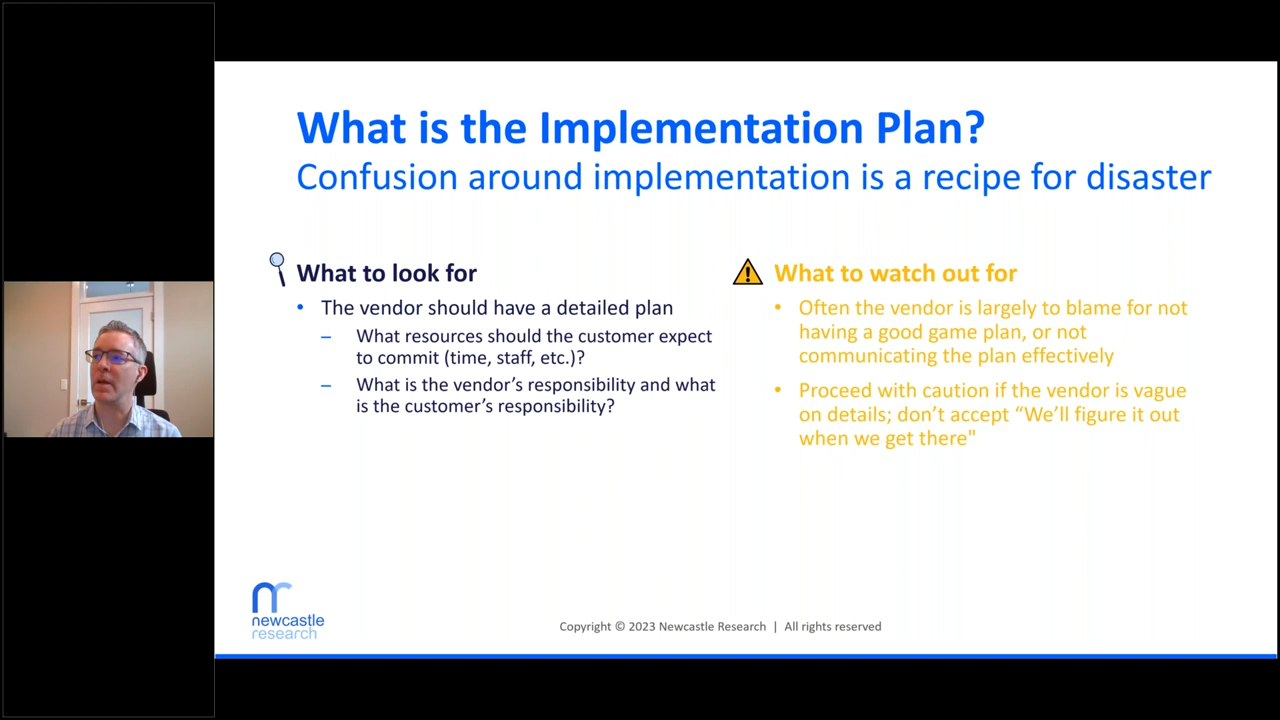 What is the Implementation Plan?
Confusion around implementation is a recipe for disaster
What to look for
• The vendor should have a detailed plan
– What resources should the customer expect
to commit (time, staff, etc.)?
– What is the vendor’s responsibility and what
is the customer’s responsibility?
What to watch out for
• Often the vendor is largely to blame for not
having a good game plan, or not
communicating the plan effectively
• Proceed with caution if the vendor is vague
on details; don’t accept “We’ll figure it out
when we get there"
newcastle
research
Copyright © 2023 Newcastle Research | All rights reserved